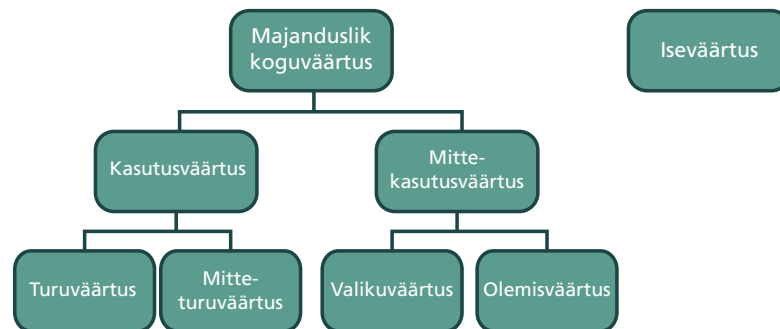 Majanduslik
koguväärtus
Iseväärtus
Kasutusväärtus
Mitte-
kasutusväärtus
Turuväärtus
Mitte-
turuväärtus
Valikuväärtus
Olemisväärtus